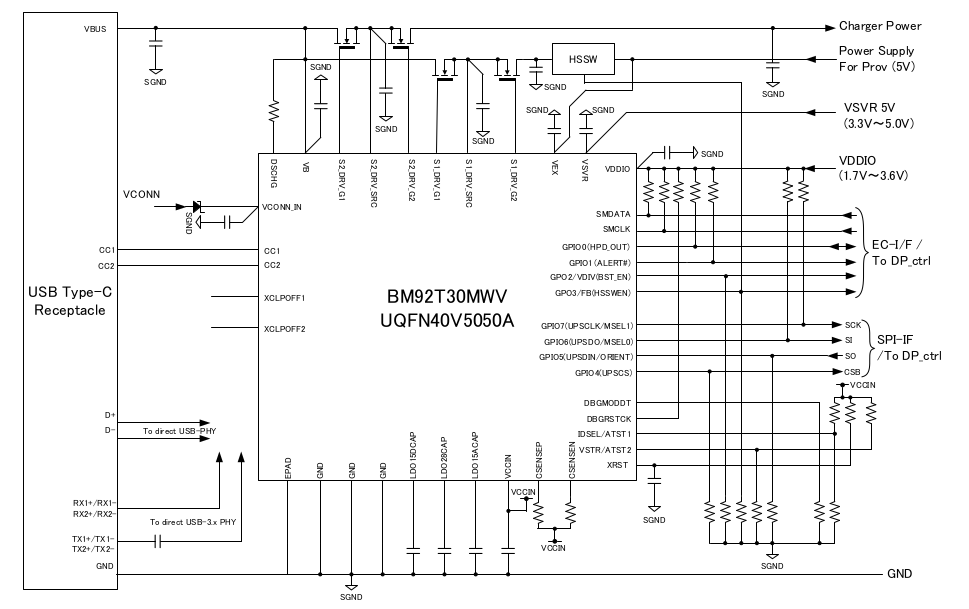 VBUS
SGND
SGND
SGND
SGND
SGND
HSSW
SGND
SGND
SGND
SGND
Charger Power
Power Supply
For Prov (5V)
VSVR 5V
(3.3V～5.0V)
VDDIO
(1.7V～3.6V)
DSCHG
VB
S2_DRV_G1
S2_DRV_SRC
S2_DRV_G2
S1_DRV_G1
S1_DRV_SRC
S1_DRV_G2
VEX
VSVR
VDDIO
VCONN
SGND
VCONN_IN
CC1
CC2
CC1
CC2
XCLPOFF1
XCLPOFF2
USB Type-C
Receptacle
BM92T30MWV
UQFN40V5050A
SMDATA
SMCLK
GPIO0(HPD_OUT)
GPIO1 (ALERT#)
GPO2/VDIV(BST_EN)
GPO3/FB(HSSWEN)
EC-I/F /
To DP_ctrl
GPIO7(UPSCLK/MSEL1)
GPIO6(UPSDO/MSEL0)
GPIO5(UPSDIN/ORIENT)
GPIO4(UPSCS)
SCK
SI
SO
CSB
SPI-IF
/To DP_ctrl
VCCIN
DBGMODDT
DBGRSTCK
IDSEL/ATST1
VSTR/ATST2
XRST
SGND
SGND
D+
D-
To direct USB-PHY
RX1+/RX1-
RX2+/RX2-
To direct USB-3.x PHY
TX1+/TX1-
TX2+/TX2-
GND
EPAD
GND
GND
GND
LDO15DCAP
LDO28CAP
LDO15ACAP
VCCIN
CSENSEP
CSENSEN
VCCIN
VCCIN
SGND
GND